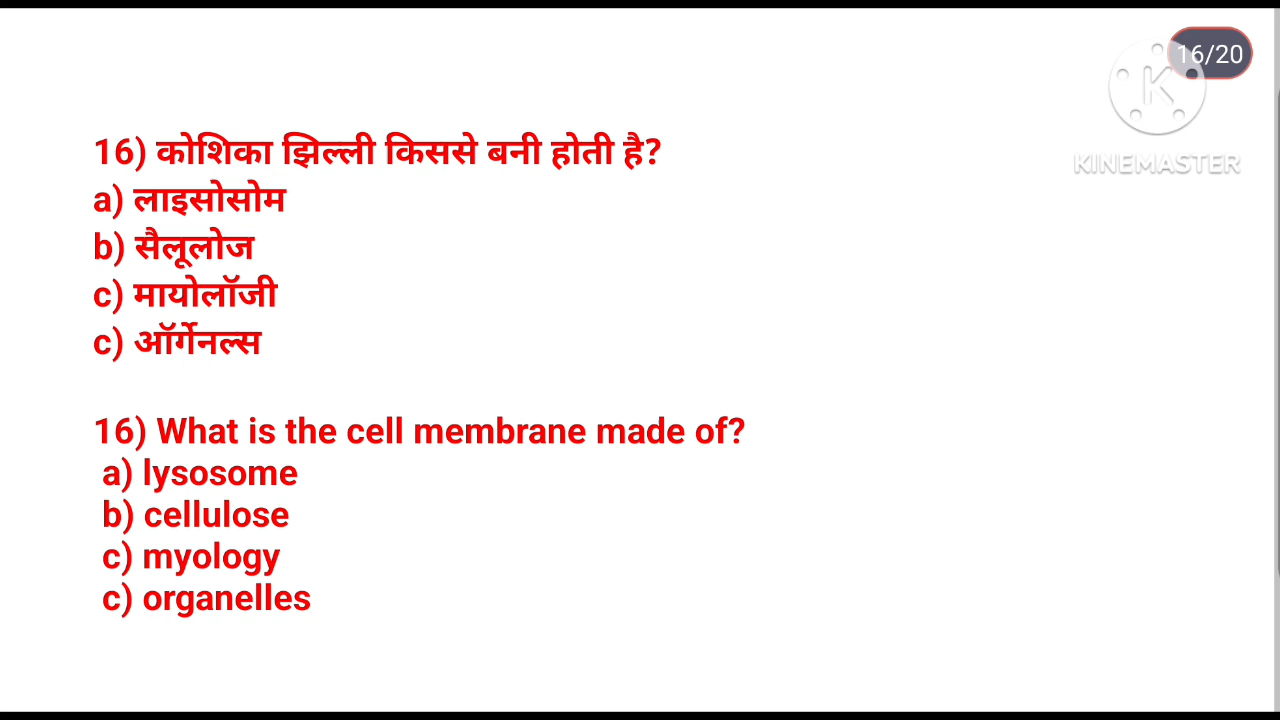 16/20
KINEMASTER
16) कोशिका झिल्ली किससे बनी होती है?
a) लाइसोसोम
b) सैलूलोज
c) मायोलॉजी
c) ऑर्गेनल्स
16) What is the cell membrane made of?
a) lysosome
b) cellulose
c) myology
c) organelles